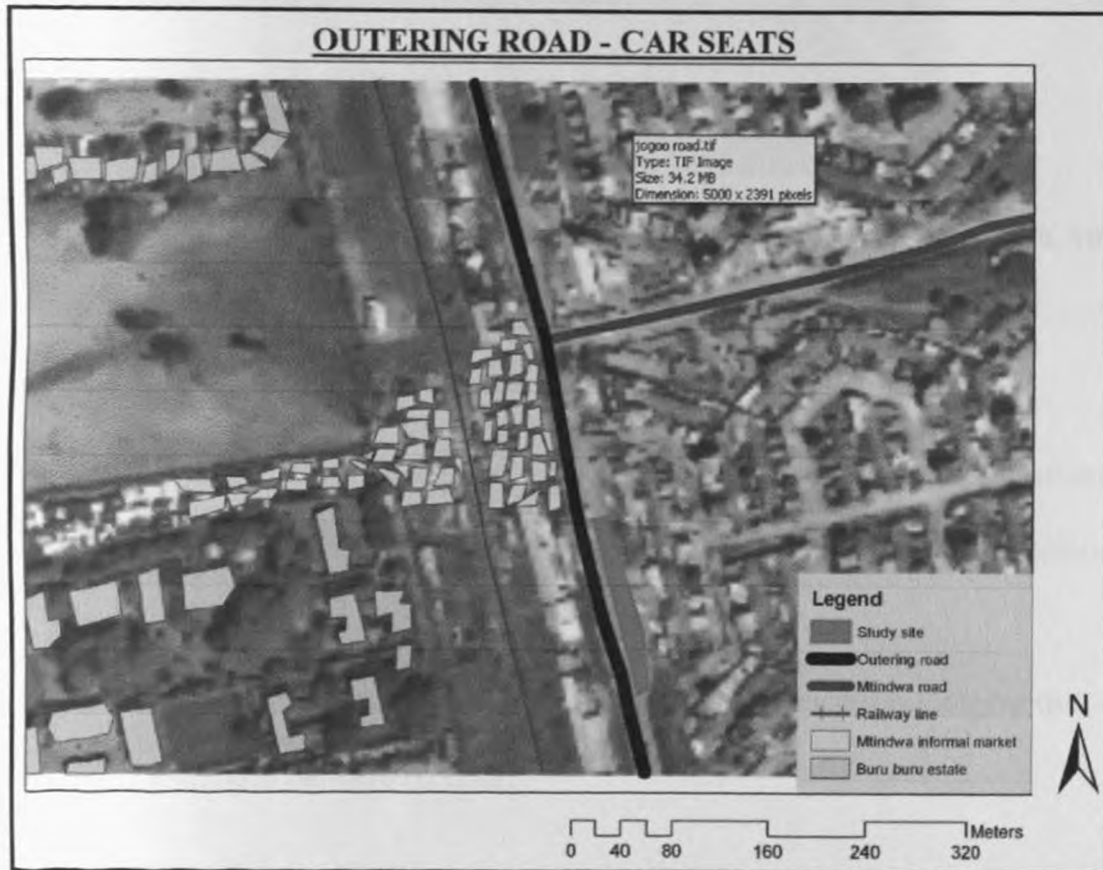 OUTERING ROAD - CAR SEATS
jogoo road.tif
Type: TIF Image
Size: 34.2 MB
Dimension: 5000 x 2391 pixels
Legend
Study site
Outering road
Mtindwa road
Railway line
Mtindwa informal market
Buru buru estate
N
Meters
0 40 80 160 240 320